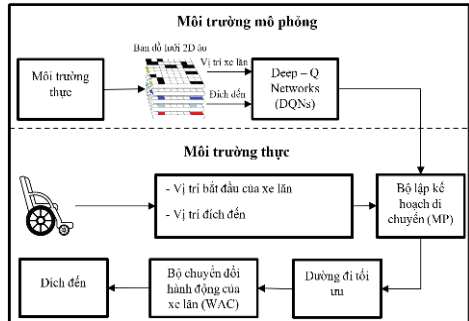 Môi trường mô phỏng
Bản đồ lưới 2D ảo
Môi trường
thực
Vị trí xe lăn
Đích đến
Deep – Q
Networks
(DQNs)
Môi trường thực
- Vị trí bắt đầu của xe lăn
- Vị trí đích đến
Bộ lập kế
hoạch di
chuyển (MP)
Đích đến
Bộ chuyển đổi
hành động của
xe lăn (WAC)
Đường đi tối
ưu